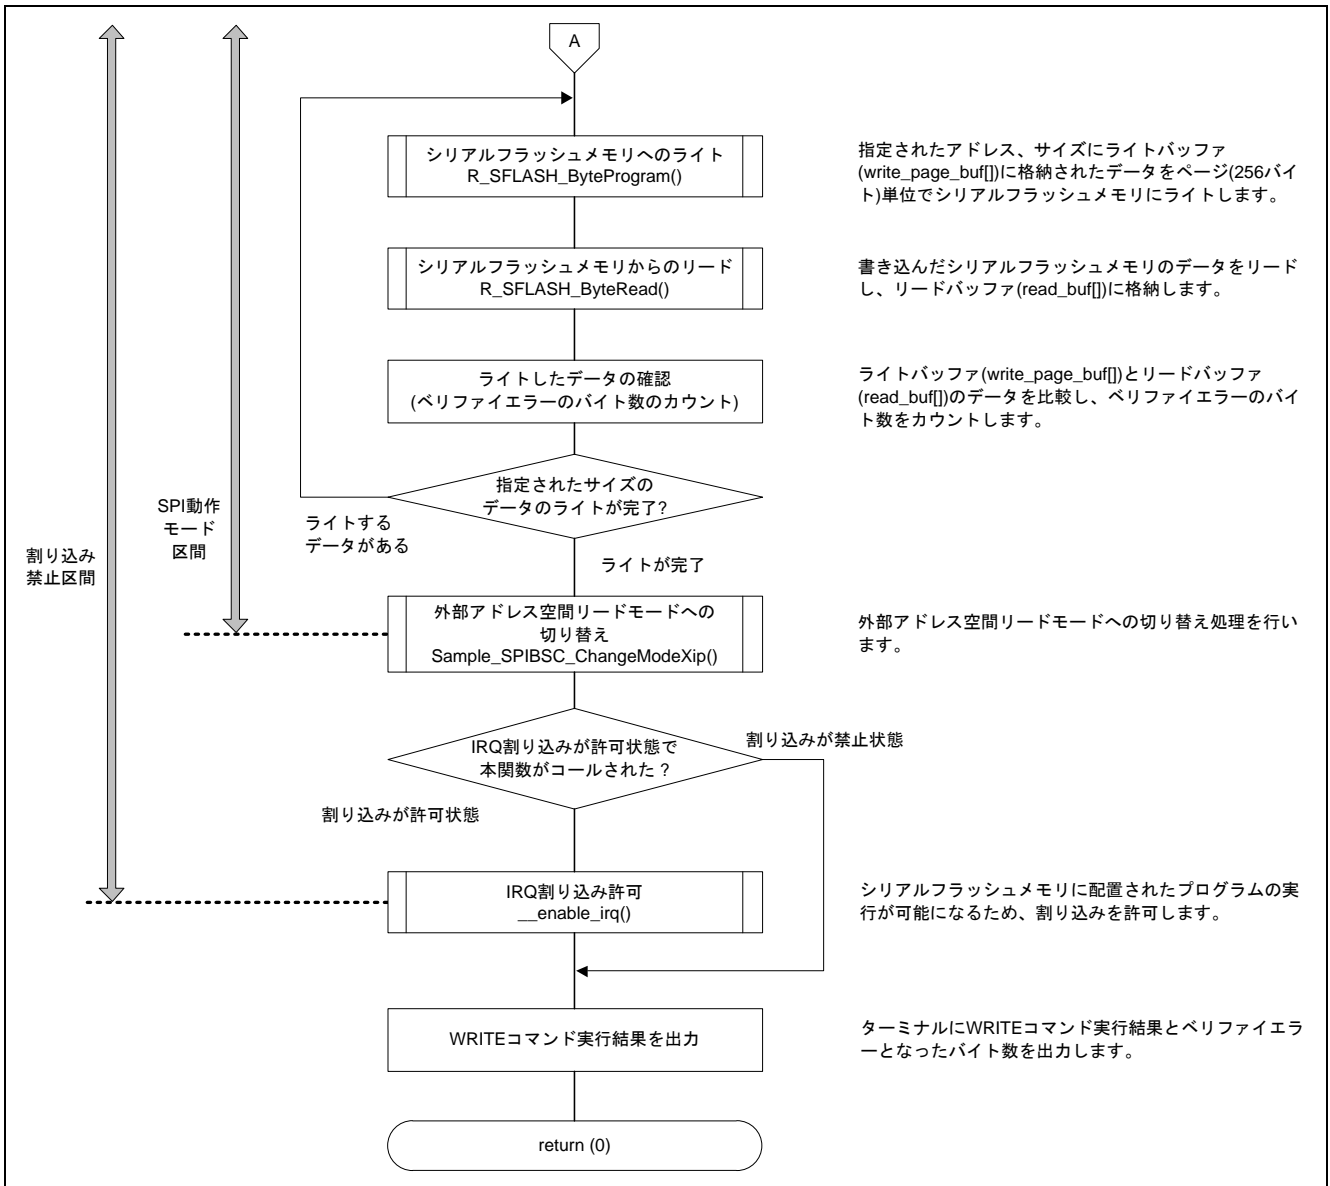 A
シリアルフラッシュメモリへのライト
R_SFLASH_ByteProgram()
指定されたアドレス、サイズにライトバッファ
(write_page_buf[])に格納されたデータをページ(256バイ
ト)単位でシリアルフラッシュメモリにライトします。
シリアルフラッシュメモリからのリード
R_SFLASH_ByteRead()
書き込んだシリアルフラッシュメモリのデータをリード
し、リードバッファ(read_buf[])に格納します。
ライトしたデータの確認
(ベリファイエラーのバイト数のカウント)
ライトバッファ(write_page_buf[])とリードバッファ
(read_buf[])のデータを比較し、ベリファイエラーのバイ
ト数をカウントします。
指定されたサイズの
データのライトが完了?
SPI動作
モード
区間
ライトする
データがある
割り込み
禁止区間
ライトが完了
外部アドレス空間リードモードへの
切り替え
Sample_SPIBSC_ChangeModeXip()
外部アドレス空間リードモードへの切り替え処理を行い
ます。
IRQ割り込みが許可状態で
本関数がコールされた ?
割り込みが禁止状態
割り込みが許可状態
IRQ割り込み許可
__enable_irq()
シリアルフラッシュメモリに配置されたプログラムの実
行が可能になるため、割り込みを許可します。
WRITEコマンド実行結果を出力
ターミナルにWRITEコマンド実行結果とベリファイエラ
ーとなったバイト数を出力します。
return (0)